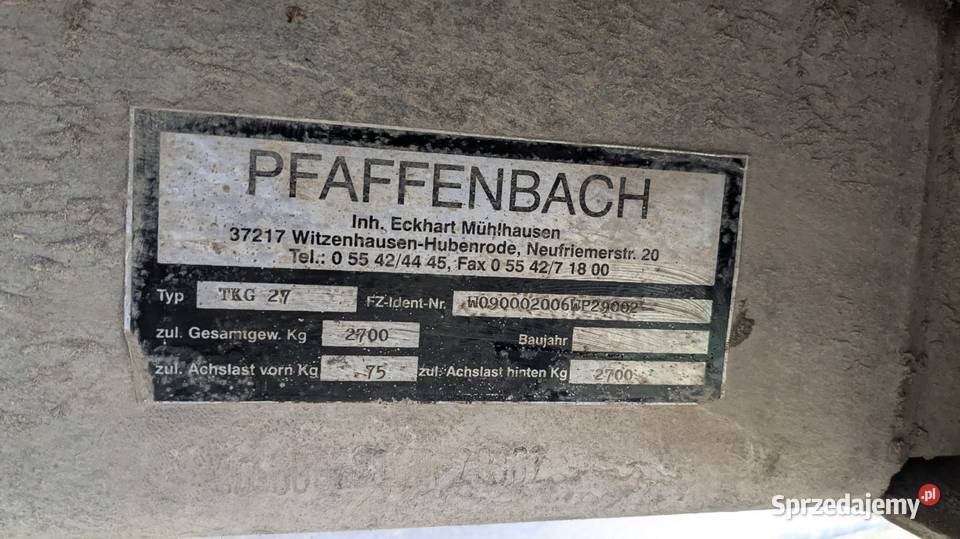 PFAFFENBACH
Inh. Eckhart Mühlhausen
37217 Witzenhausen-Hubenrode, Neufriemerstr. 20
Tel.: 0 55 42/44 45, Fax 0 55 42/7 18 00
Typ TKG 27 FZ-Ident-Nr. W090002006WP29002
zul. Gesamtgew. Kg 2700 Baujahr
zul. Achslast vorn Kg 75 zul. Achslast hinten Kg 2700
Sprzedajemy.pl